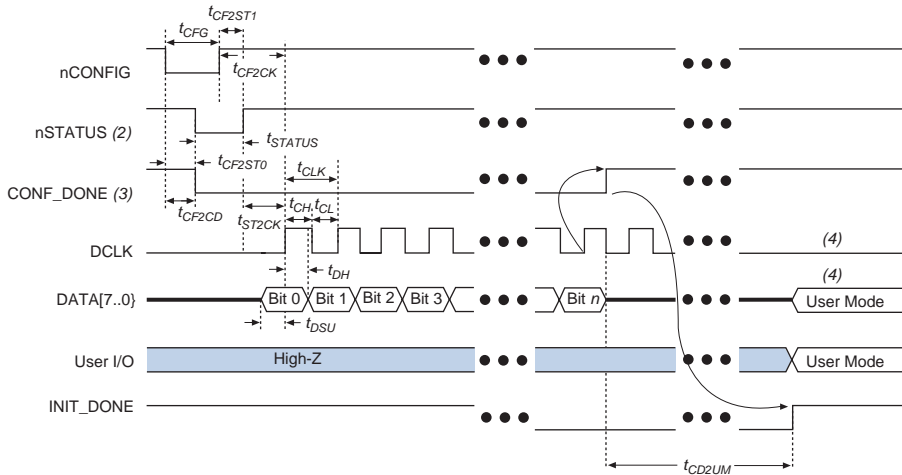 tCF2ST1
tCFG
tCF2CK
nCONFIG
nSTATUS (2)
tSTATUS
tCF2ST0
tCLK
CONF_DONE (3)
tCF2CD
tST2CK
tCH
tCL
DCLK
(4)
tDH
(4)
DATA[7..0]
Bit 0
Bit 1
Bit 2
Bit 3
Bit n
User Mode
tDSU
User I/O
High-Z
User Mode
INIT_DONE
tCD2UM